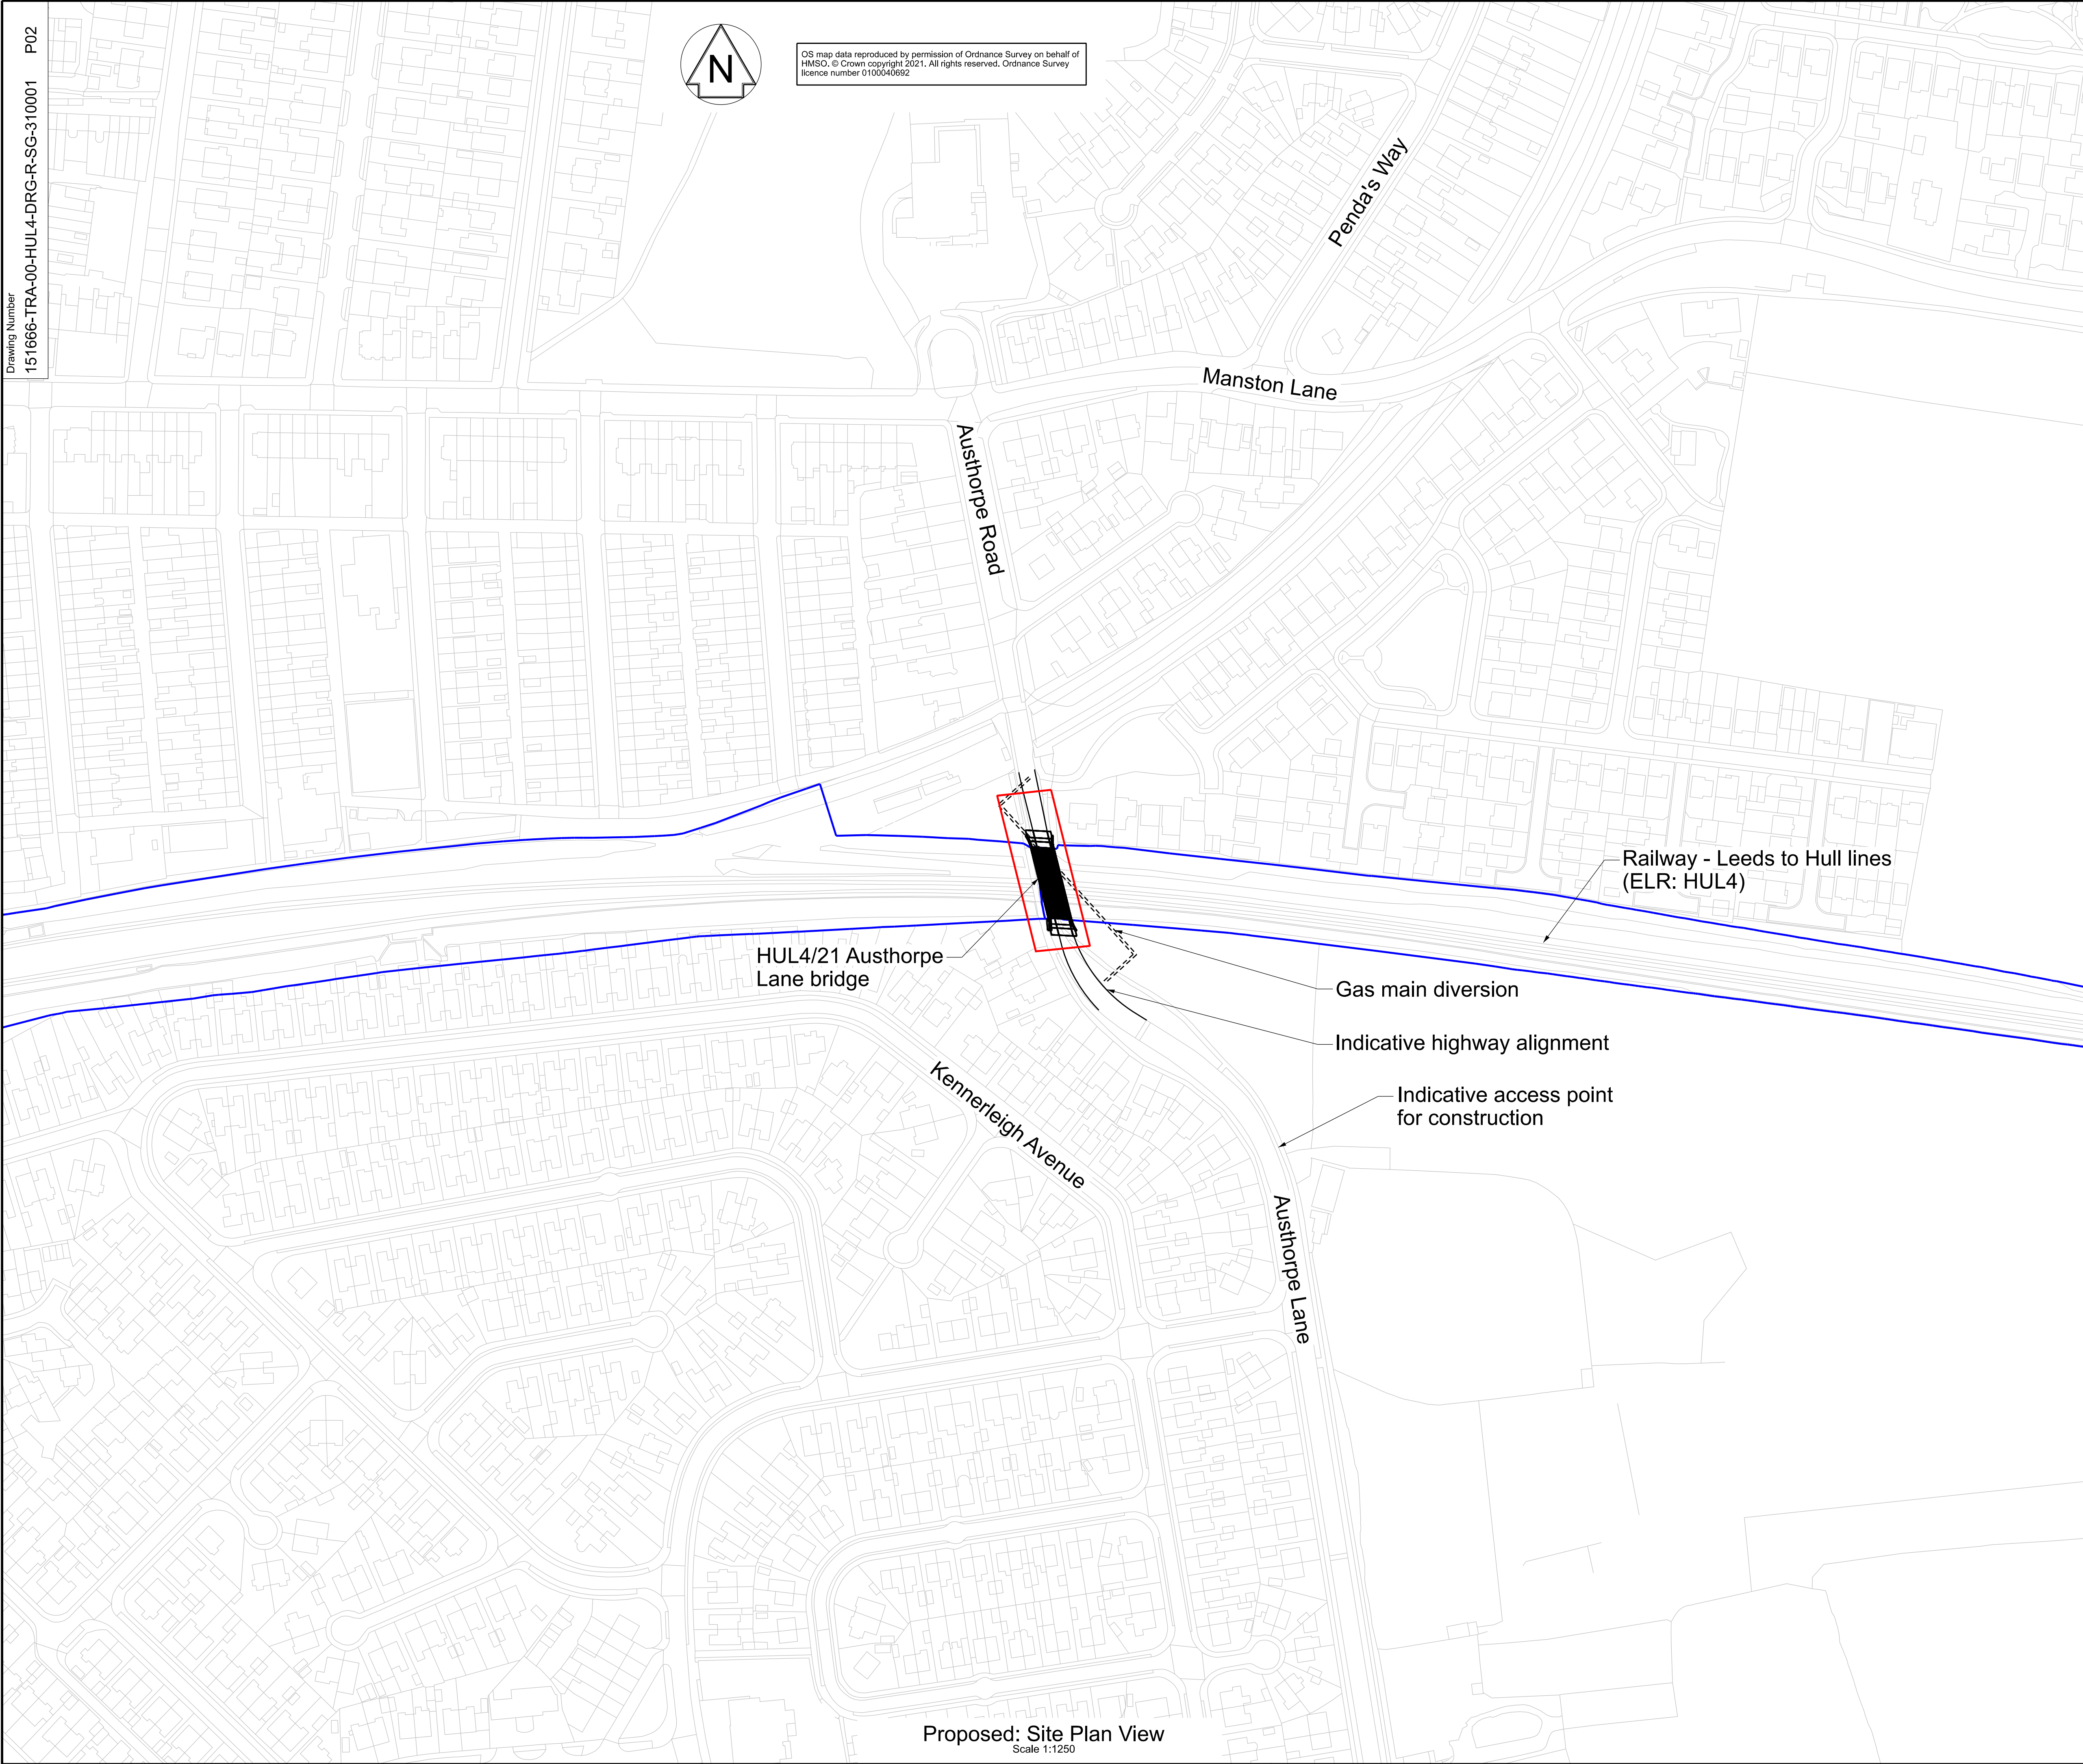 Drawing Number
151666-TRA-00-HUL4-DRG-R-SG-310001 P02
N
OS map data reproduced by permission of Ordnance Survey on behalf of
HMSO. © Crown copyright 2021. All rights reserved. Ordnance Survey
licence number 0100040692
Penda's Way
Manston Lane
Austhorpe Road
Railway - Leeds to Hull lines
(ELR: HUL4)
HUL4/21 Austhorpe
Lane bridge
Gas main diversion
Indicative highway alignment
Indicative access point
for construction
Kennerleigh Avenue
Austhorpe Lane
Proposed: Site Plan View
Scale 1:1250